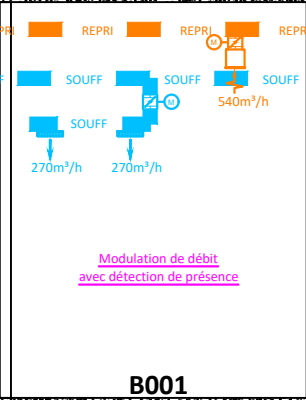 REPRI REPRI REPRI
M
SOUFF SOUFF SOUFF
M
540m³/h
SOUFF
270m³/h 270m³/h
Modulation de débit
avec détection de présence
B001